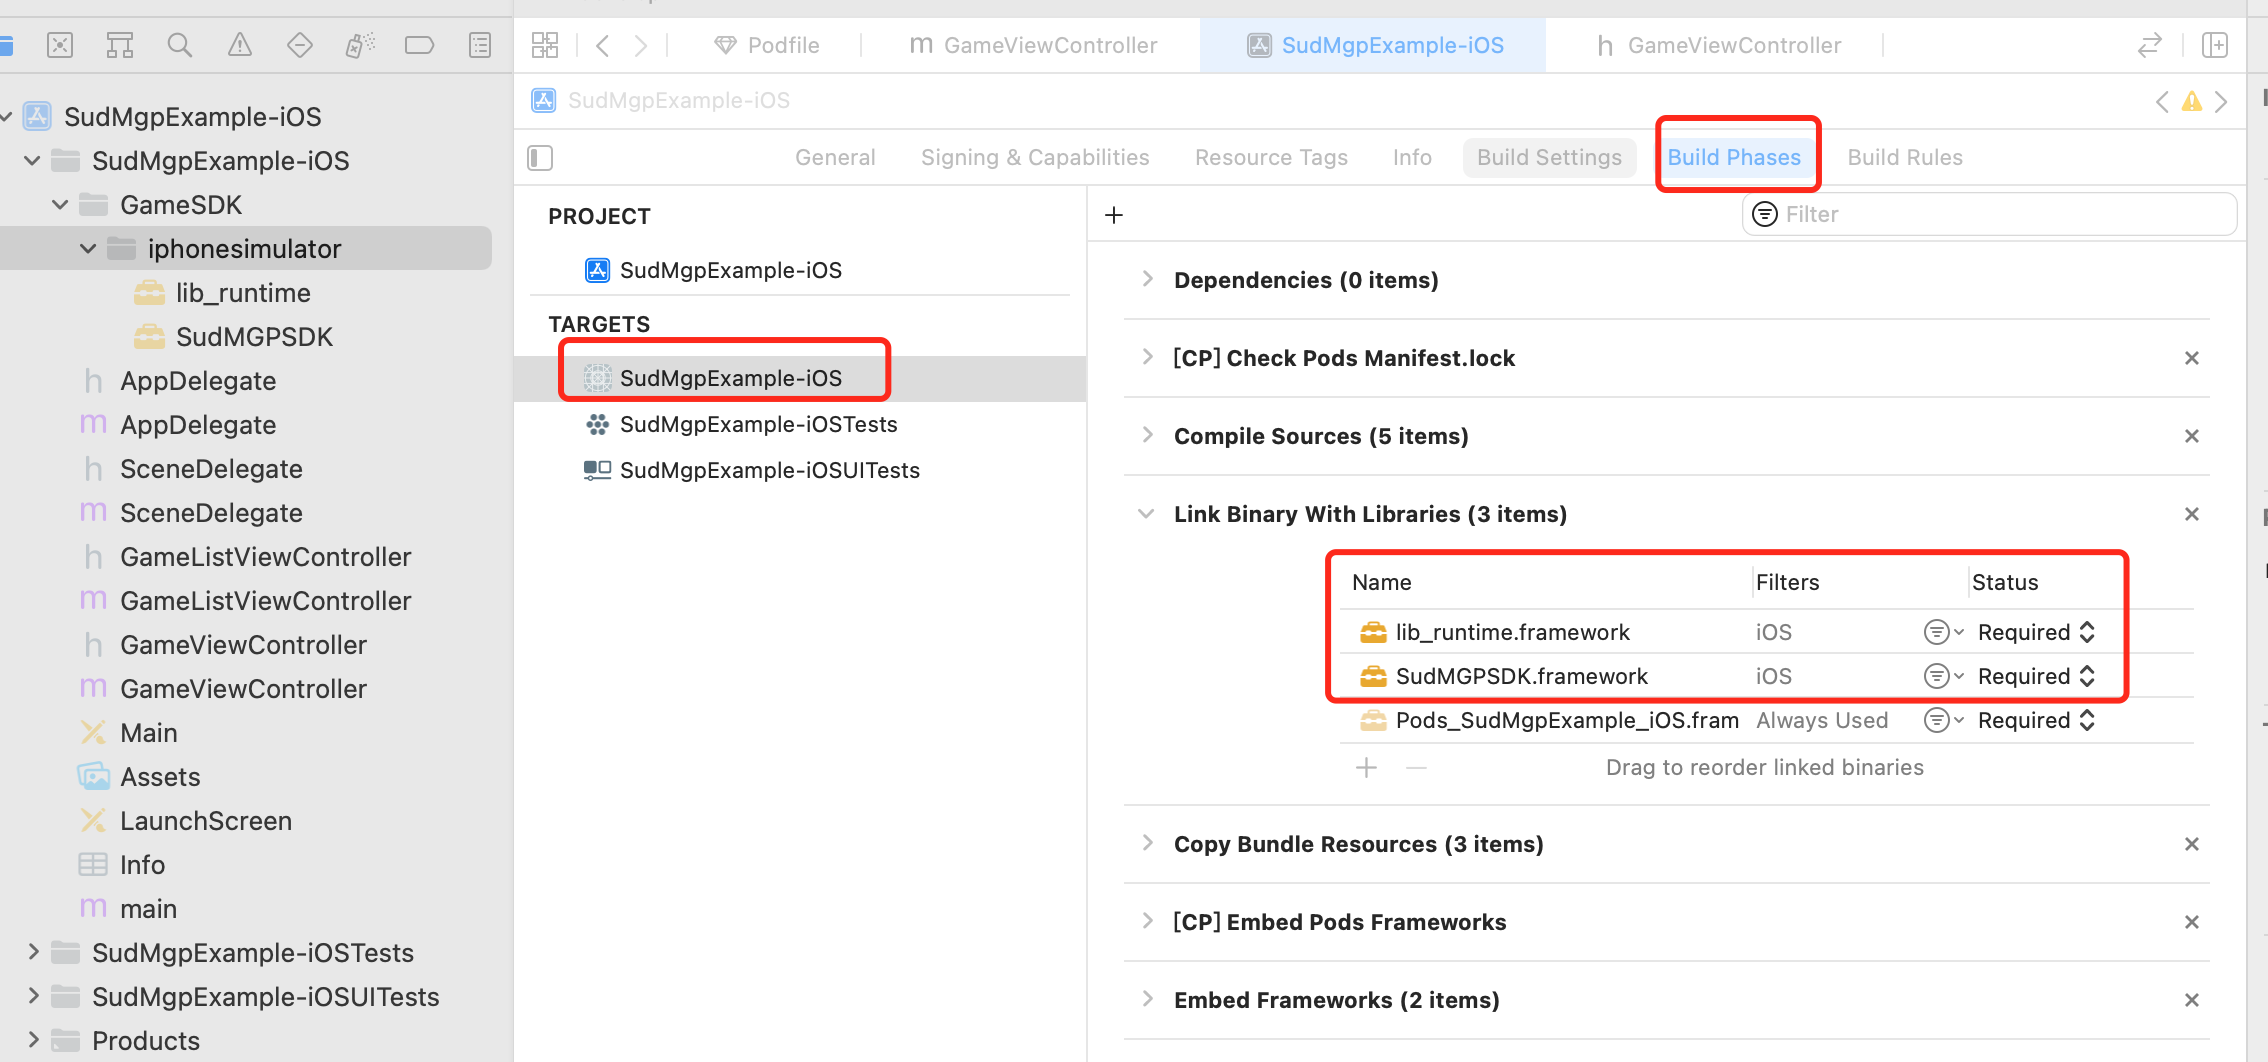 Podfile
m GameViewController
SudMgpExample-iOS
h GameViewController
SudMgpExample-iOS
General
Signing & Capabilities
Resource Tags
Info
Build Settings
Build Phases
Build Rules
SudMgpExample-iOS
SudMgpExample-iOS
GameSDK
iphonesimulator
lib_runtime
SudMGPSDK
h AppDelegate
m AppDelegate
h SceneDelegate
m SceneDelegate
h GameListViewController
m GameListViewController
h GameViewController
m GameViewController
Main
Assets
LaunchScreen
Info
m main
SudMgpExample-iOSTests
SudMgpExample-iOSUITests
Products
PROJECT
SudMgpExample-iOS
TARGETS
SudMgpExample-iOS
SudMgpExample-iOSTests
SudMgpExample-iOSUITests
+
Filter
Dependencies (0 items)
[CP] Check Pods Manifest.lock
Compile Sources (5 items)
Link Binary With Libraries (3 items)
Name Filters Status
lib_runtime.framework iOS Required
SudMGPSDK.framework iOS Required
Pods_SudMgpExample_iOS.fram Always Used Required
Drag to reorder linked binaries
Copy Bundle Resources (3 items)
[CP] Embed Pods Frameworks
Embed Frameworks (2 items)